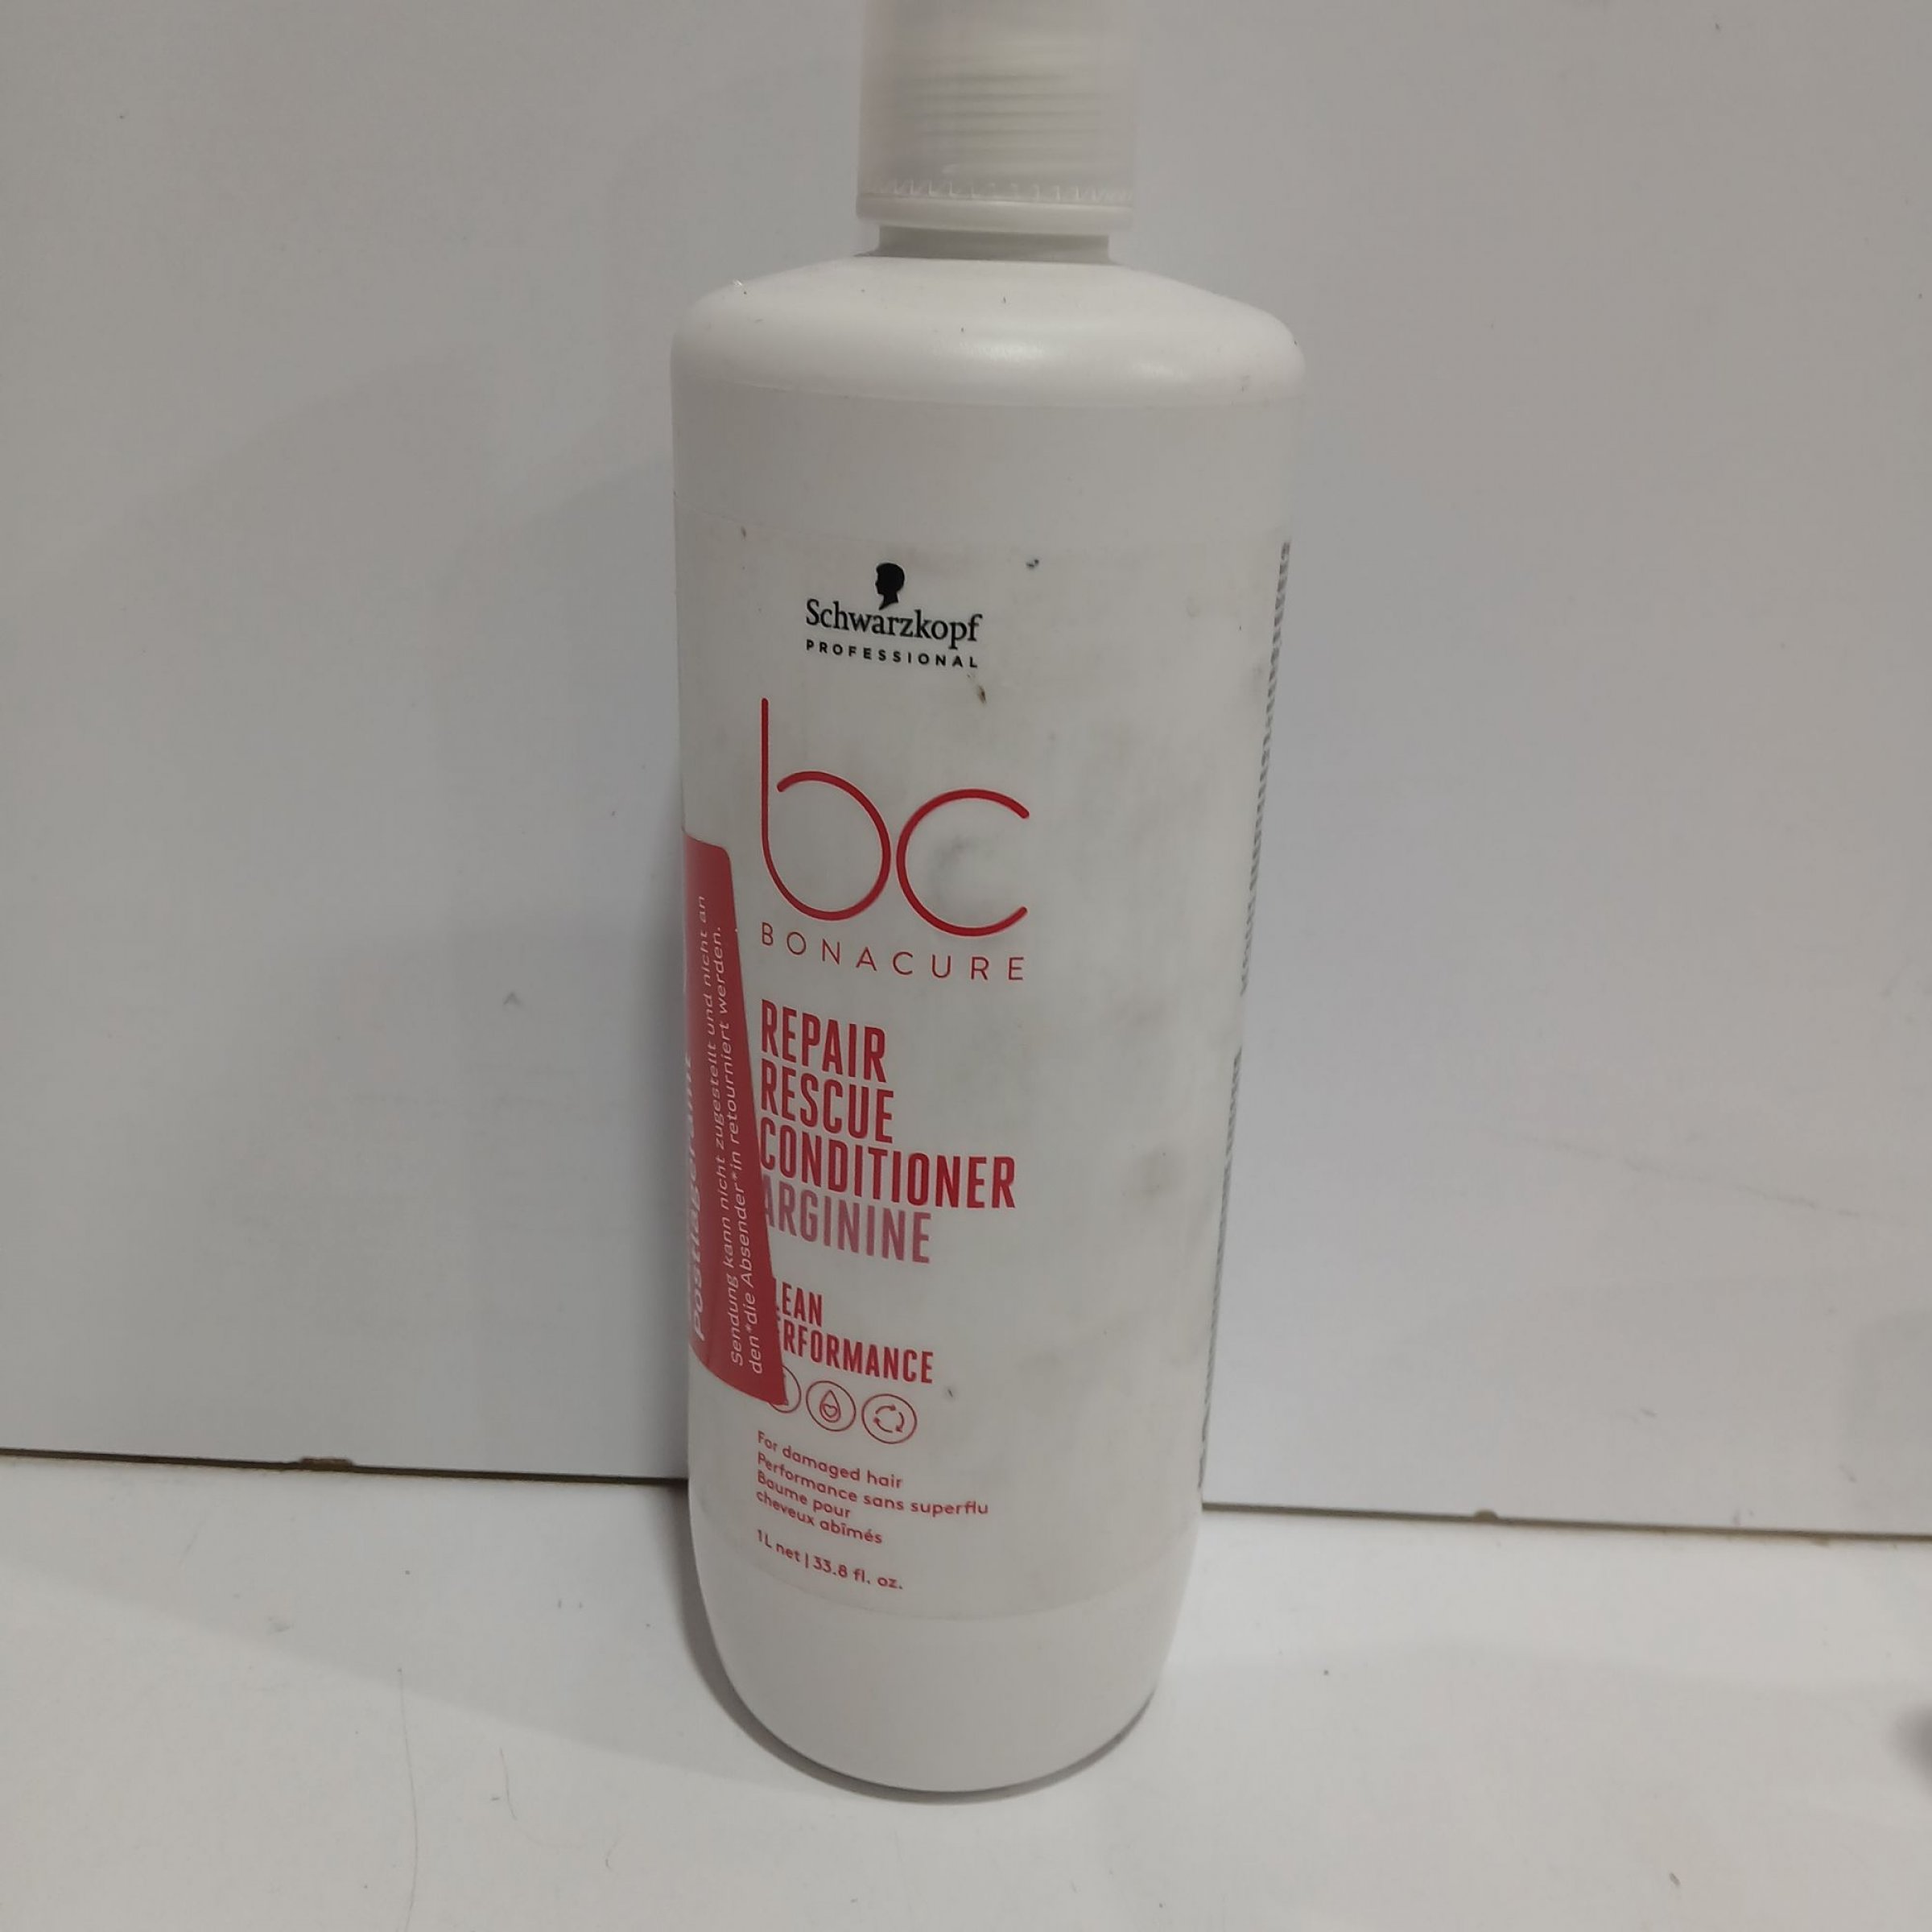 Schwarzkopf
PROFESSIONAL
bc
BONACURE
REPAIR
RESCUE
CONDITIONER
ARGININE
LEAN
RFORMANCE
For damaged hair
Performance sans superflu
Baume pour
cheveux abîmés
1 L net | 33.8 fl. oz.
Postlagernd
Sendung kann nicht zugestellt und nicht an
den*die Absender*in retourniert werden.